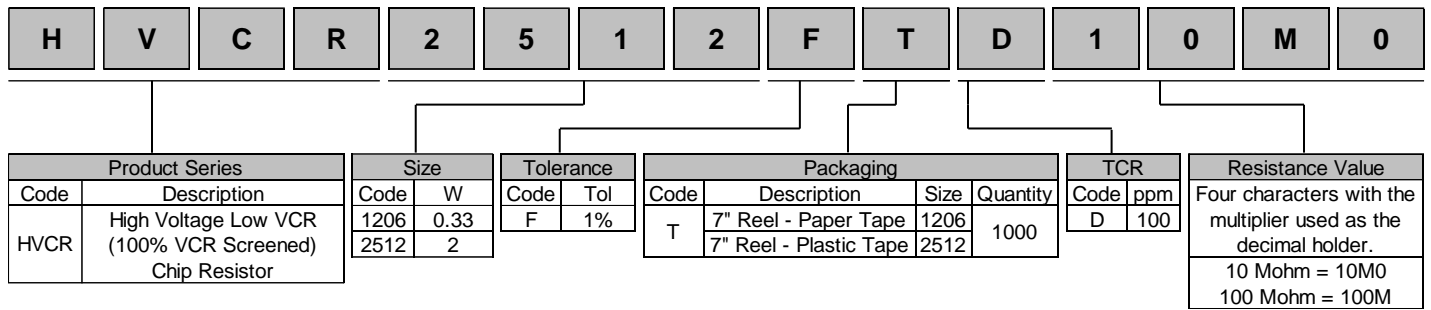 H V C R 2 5 1 2 F T D 1 0 M 0
Product Series
Code Description
HVCR High Voltage Low VCR
(100% VCR Screened)
Chip Resistor
Size
Code W
1206 0.33
2512 2
Tolerance
Code Tol
F 1%
Packaging
Code Description Size Quantity
T 7" Reel - Paper Tape 1206 1000
7" Reel - Plastic Tape 2512
TCR
Code ppm
D 100
Resistance Value
Four characters with the
multiplier used as the
decimal holder.
10 Mohm = 10M0
100 Mohm = 100M